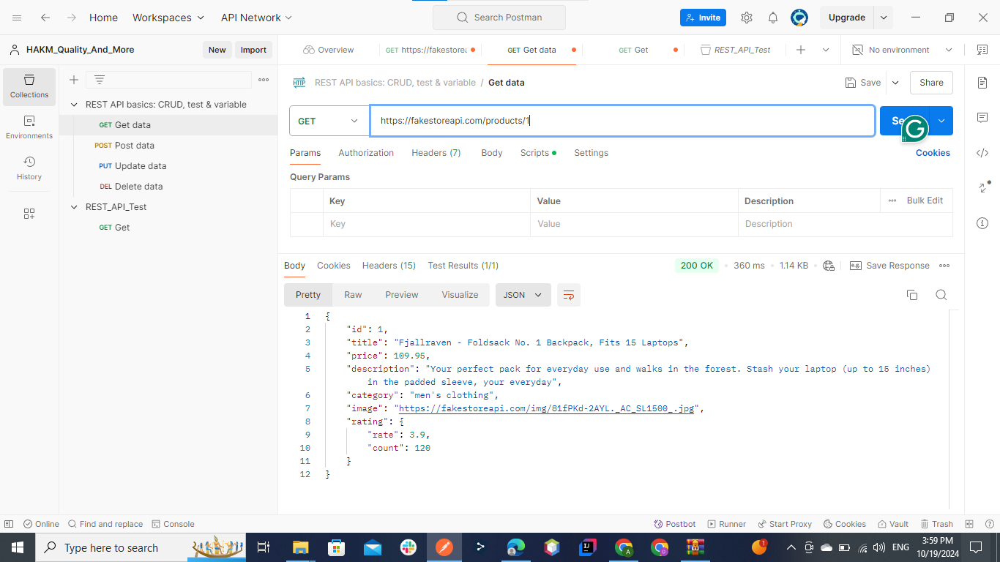 Home Workspaces API Network Search Postman Invite Upgrade
HAKM_Quality_And_More New Import
Overview GET https://fakestore GET Get data GET Get REST_API_Test No environment
Collections
Environments
History
REST API basics: CRUD, test & variable
GET Get data
POST Post data
PUT Update data
DEL Delete data
REST_API_Test
GET Get
HTTP REST API basics: CRUD, test & variable / Get data Save Share
GET https://fakestoreapi.com/products/1
Params Authorization Headers (7) Body Scripts Settings Cookies
Query Params
Key Value Description Bulk Edit
Key Value Description
Body Cookies Headers (15) Test Results (1/1) 200 OK 360 ms 1.14 KB e.g. Save Response
Pretty Raw Preview Visualize JSON
1 {
2 "id": 1,
3 "title": "Fjallraven - Foldsack No. 1 Backpack, Fits 15 Laptops",
4 "price": 109.95,
5 "description": "Your perfect pack for everyday use and walks in the forest. Stash your laptop (up to 15 inches)
in the padded sleeve, your everyday",
6 "category": "men's clothing",
7 "image": "https://fakestoreapi.com/img/81fPKd-2AYL._AC_SL1500_.jpg",
8 "rating": {
9 "rate": 3.9,
10 "count": 120
11 }
12 }
Online Find and replace Console Postbot Runner Start Proxy Cookies Vault Trash
Type here to search 1 ENG 3:59 PM
10/19/2024